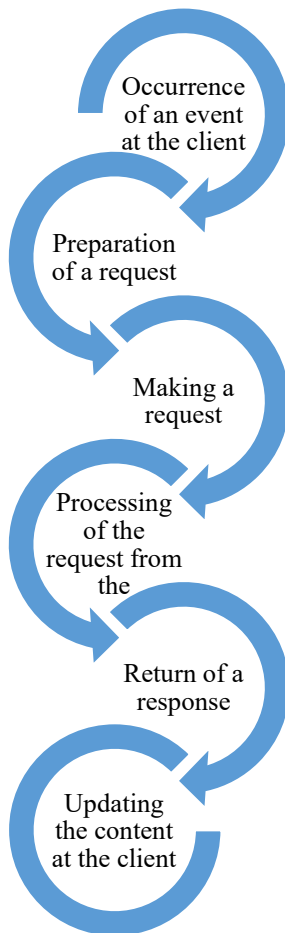 Occurrence
of an event
at the client
Preparation
of a request
Making a
request
Processing
of the
request from
the
Return of a
response
Updating
the content
at the client